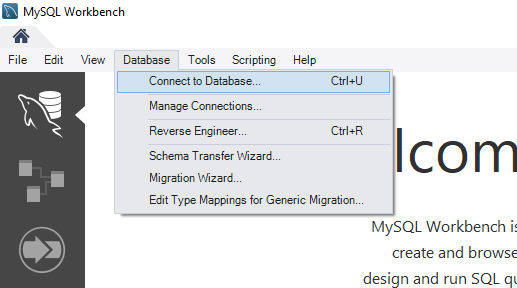 MySQL Workbench
File Edit View Database Tools Scripting Help
Connect to Database... Ctrl+U
Manage Connections...
Reverse Engineer... Ctrl+R
Schema Transfer Wizard...
Migration Wizard...
Edit Type Mappings for Generic Migration...
lcom
MySQL Workbench is
create and browse
design and run SQL qu